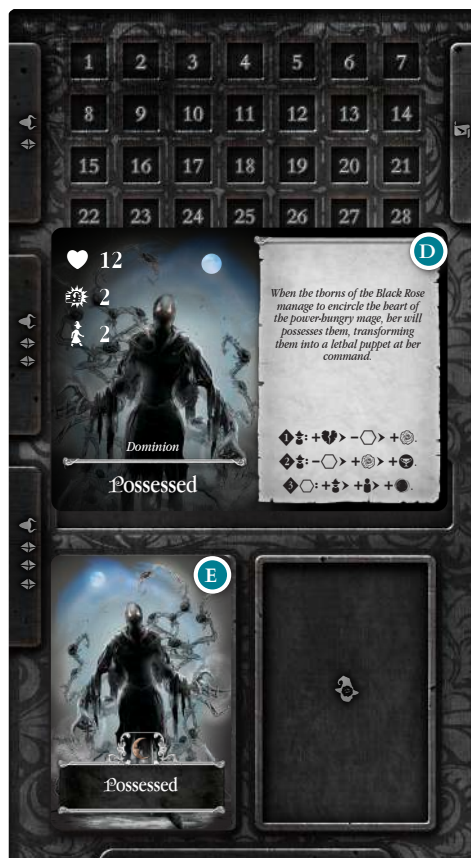 1 2 3 4 5 6 7
8 9 10 11 12 13 14
15 16 17 18 19 20 21
22 23 24 25 26 27 28
D
12
2
2
When the thorns of the Black Rose
manage to encircle the heart of
the power-hungry mage, her will
possesses them, transforming
them into a lethal puppet at her
command.
1 : + > - > + .
2 : - > + > + .
3 : + > + > + .
Dominion
Possessed
E
Possessed